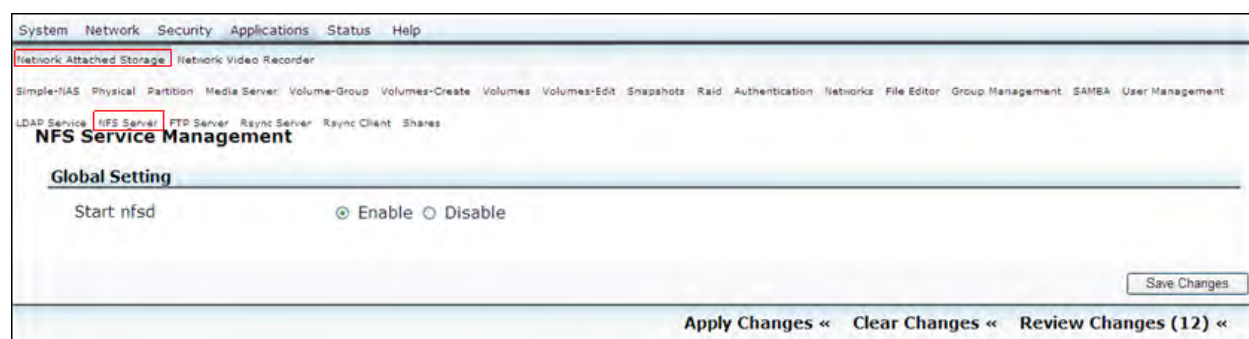 System Network Security Applications Status Help
Network Attached Storage Network Video Recorder
Simple-NAS Physical Partition Media Server Volume-Group Volumes-Create Volumes Volumes-Edit Snapshots Raid Authentication Networks File Editor Group Management SAMBA User Management
LDAP Service NFS Server FTP Server Rsync Server Rsync Client Shares
NFS Service Management
Global Setting
Start nfsd Enable Disable
Save Changes
Apply Changes « Clear Changes « Review Changes (12) «